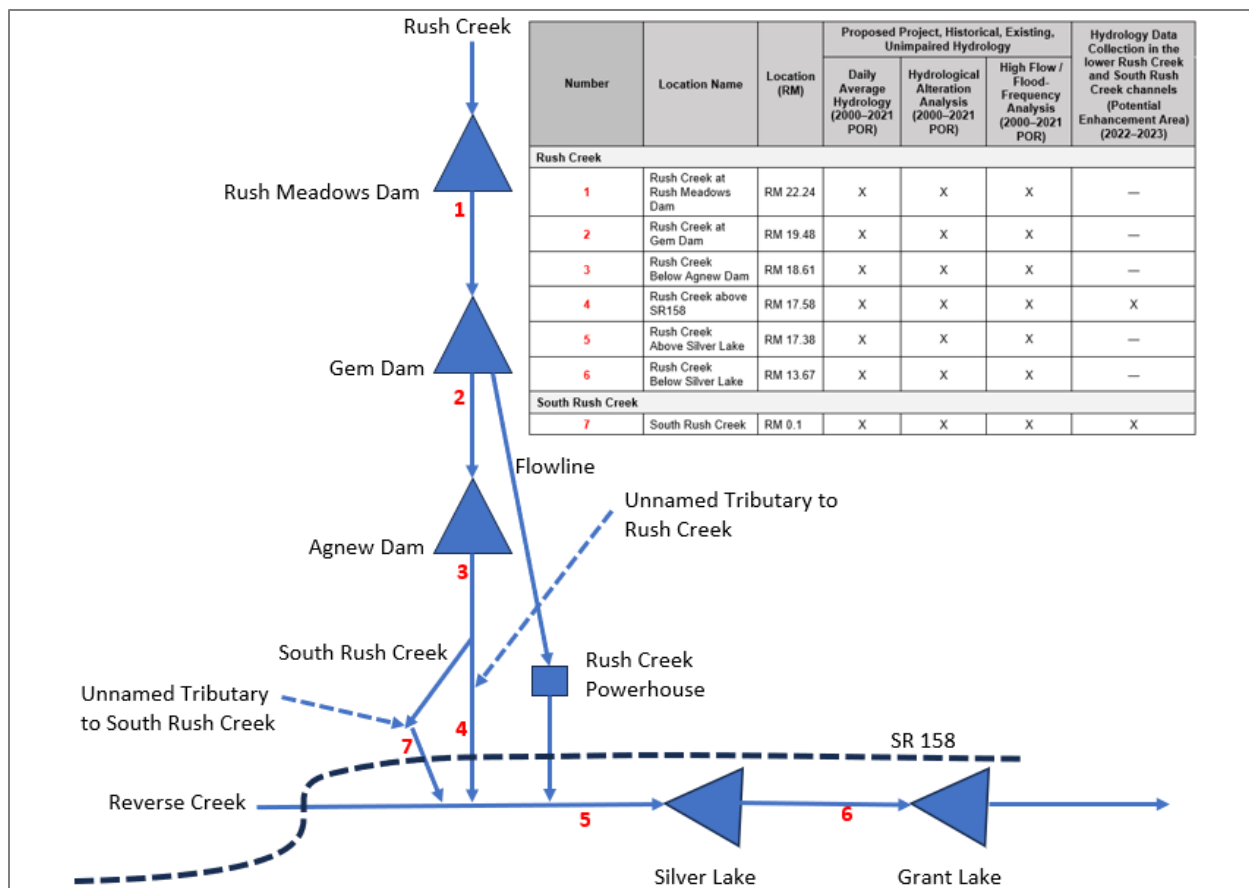 Rush Creek
Number
Location Name
Location
(RM)
Proposed Project, Historical, Existing,
Unimpaired Hydrology
Daily
Average
Hydrology
(2000–2021
POR)
Hydrological
Alteration
Analysis
(2000–2021
POR)
High Flow /
Flood-
Frequency
Analysis
(2000–2021
POR)
Hydrology Data
Collection in the
lower Rush Creek
and South Rush
Creek channels
(Potential
Enhancement Area)
(2022–2023)
Rush Creek
1
Rush Creek at
Rush Meadows
Dam
RM 22.24
X
X
X
—
2
Rush Creek at
Gem Dam
RM 19.48
X
X
X
—
3
Rush Creek
Below Agnew Dam
RM 18.61
X
X
X
—
4
Rush Creek above
SR158
RM 17.58
X
X
X
X
5
Rush Creek
Above Silver Lake
RM 17.38
X
X
X
—
6
Rush Creek
Below Silver Lake
RM 13.67
X
X
X
—
South Rush Creek
7
South Rush Creek
RM 0.1
X
X
X
X
Rush Meadows Dam
1
Gem Dam
2
Flowline
Unnamed Tributary to
Rush Creek
Agnew Dam
3
South Rush Creek
Rush Creek
Powerhouse
Unnamed Tributary
to South Rush Creek
4
7
SR 158
Reverse Creek
5
6
Silver Lake
Grant Lake